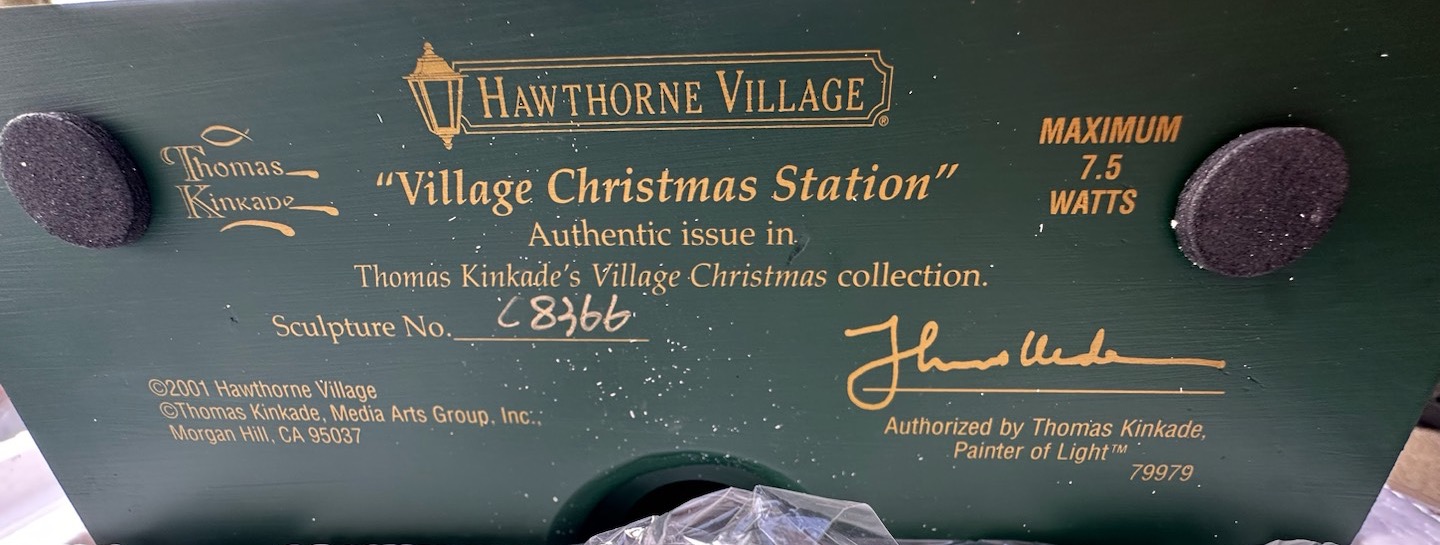 HAWTHORNE VILLAGE®
Thomas
Kinkade
"Village Christmas Station"
Authentic issue in
Thomas Kinkade's Village Christmas collection.
Sculpture No. C8366
MAXIMUM
7.5
WATTS
©2001 Hawthorne Village
©Thomas Kinkade, Media Arts Group, Inc.,
Morgan Hill, CA 95037
Authorized by Thomas Kinkade,
Painter of Light™
79979